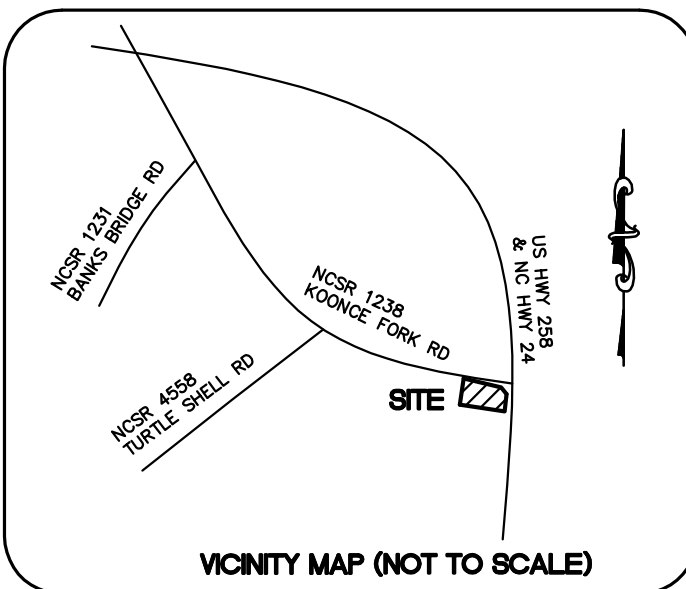 NCSR 1231
BANKS BRIDGE RD
US HWY 258
& NC HWY 24
NCSR 1238
KOONCE FORK RD
NCSR 4558
TURTLE SHELL RD
SITE
VICINITY MAP (NOT TO SCALE)